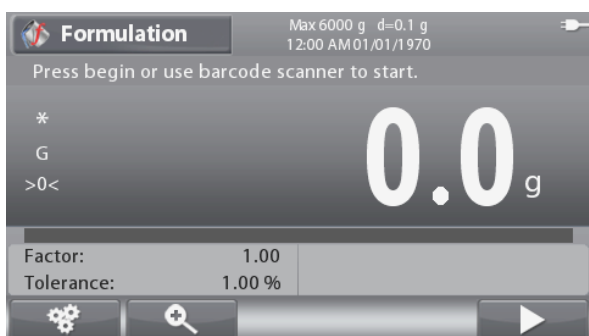 Formulation
Max 6000 g d=0.1 g
12:00 AM 01/01/1970
Press begin or use barcode scanner to start.
*
G
>0<
0.0 g
Factor: 1.00
Tolerance: 1.00 %